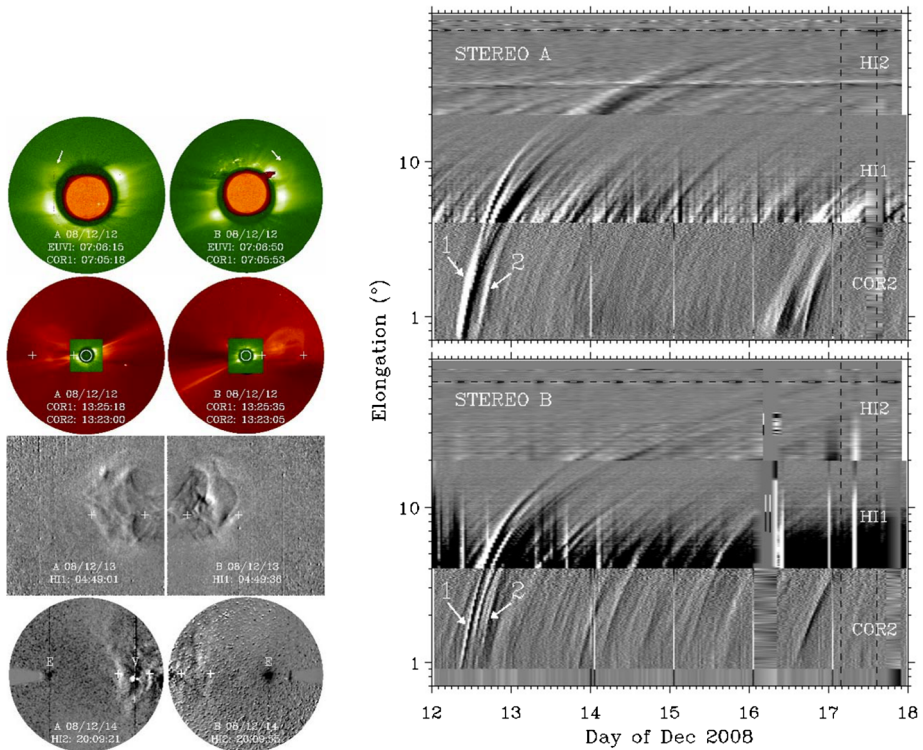 A 08/12/12
EUVI: 07:06:15
COR1: 07:05:18
B 08/12/12
EUVI: 07:06:50
COR1: 07:05:53
A 08/12/12
COR1: 13:25:18
COR2: 13:23:00
B 08/12/12
COR1: 13:25:35
COR2: 13:23:05
A 08/12/13
HI1: 04:49:01
B 08/12/13
HI1: 04:49:36
E
V
A 08/12/14
HI2: 20:09:21
E
B 08/12/14
HI2: 20:09:56
Elongation (°)
STEREO A
HI2
10
HI1
1
2
COR2
1
STEREO B
HI2
10
HI1
1
2
COR2
1
12 13 14 15 16 17 18
Day of Dec 2008